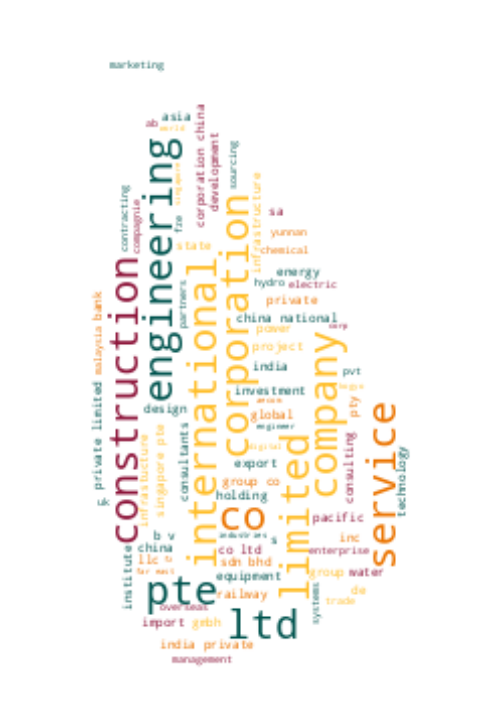 marketing
asia
ab
world
corporation china
development
sourcing
engineering
singapore
fze
contracting
compagnie
state
infrastructure
sa
yunnan
chemical
construction
international
corporation
energy
hydro electric
partners
private
china national
corp
power
project
company
malaysia bank
india
pvt
investment
private limited
design
global
pty
engineer
service
infrastucture
singapore pte
consultants
digital
limited
consulting
technology
export
group co
holding
uk
co
pacific
industries
s
inc
b v
china
co ltd
enterprise
llc
sdn bhd
far east
equipment
group water
institute
pte
railway
systems
de
trade
overseas
import gmbh
ltd
india private
management